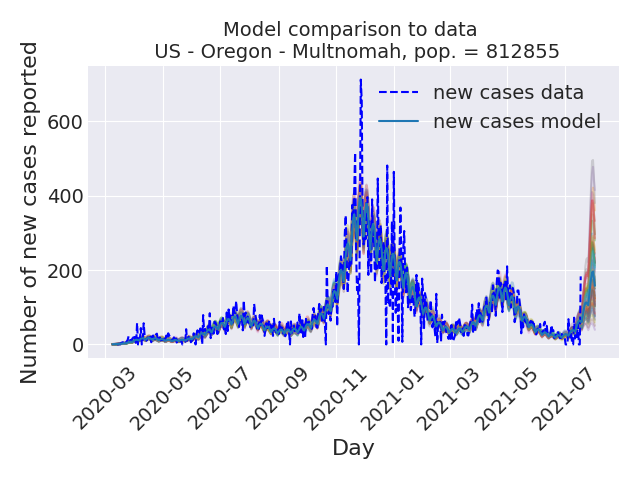 Model comparison to data
US - Oregon - Multnomah, pop. = 812855
new cases data
new cases model
Number of new cases reported
600
400
200
0
2020-03
2020-05
2020-07
2020-09
2020-11
2021-01
2021-03
2021-05
2021-07
Day